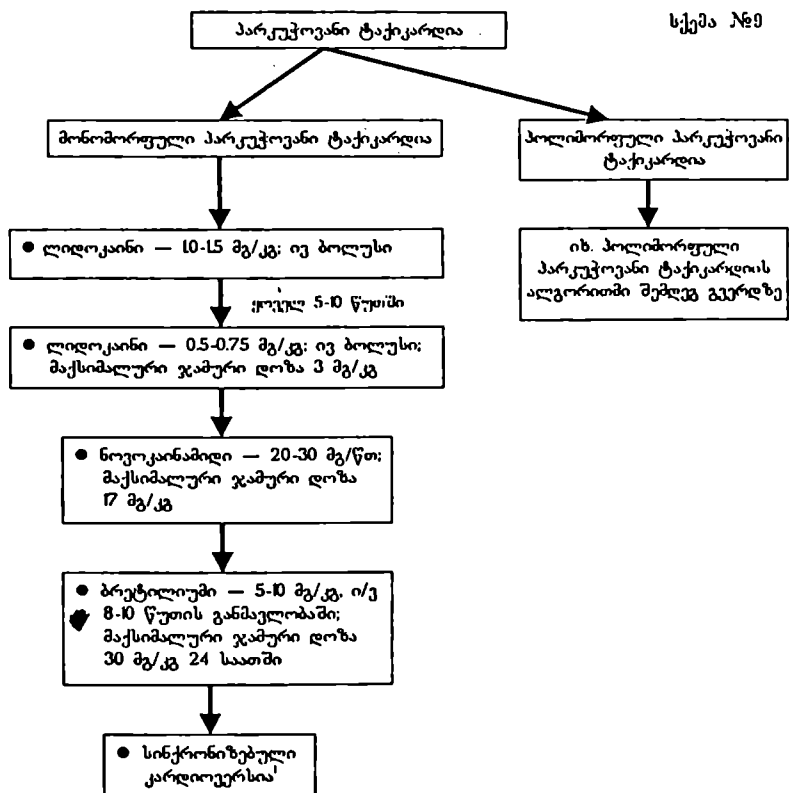 სქემა №9
პარკუჭოვანი ტაქიკარდია
მონომორფული პარკუჭოვანი ტაქიკარდია
პოლიმორფული პარკუჭოვანი
ტაქიკარდია
● ლიდოკაინი — 1.0-1.5 მგ/კგ; ივ ბოლუსი
იხ. პოლიმორფული
პარკუჭოვანი ტაქიკარდიის
ალგორითმი შემდეგ გვერდზე
ყოველ 5-10 წუთში
● ლიდოკაინი — 0.5-0.75 მგ/კგ; ივ ბოლუსი;
მაქსიმალური ჯამური დოზა 3 მგ/კგ
● ნოვოკაინამიდი — 20-30 მგ/წთ;
მაქსიმალური ჯამური დოზა
17 მგ/კგ
● ბრეტილიუმი — 5-10 მგ/კგ, ი/ვ
8-10 წუთის განმავლობაში;
მაქსიმალური ჯამური დოზა
30 მგ/კგ 24 საათში
● სინქრონიზებული
კარდიოვერსია¹